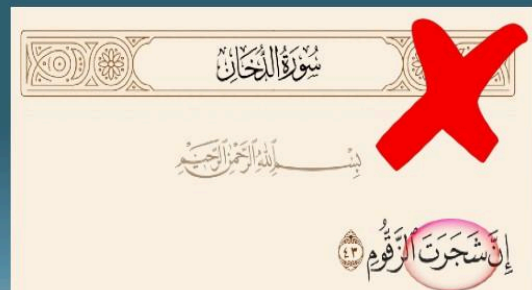 سُورَةُ الدُّخَانِ
بِسْمِ ٱللَّهِ ٱلرَّحْمَٰنِ ٱلرَّحِيمِ
إِنَّ شَجَرَتَ ٱلزَّقُّومِ ٤٣